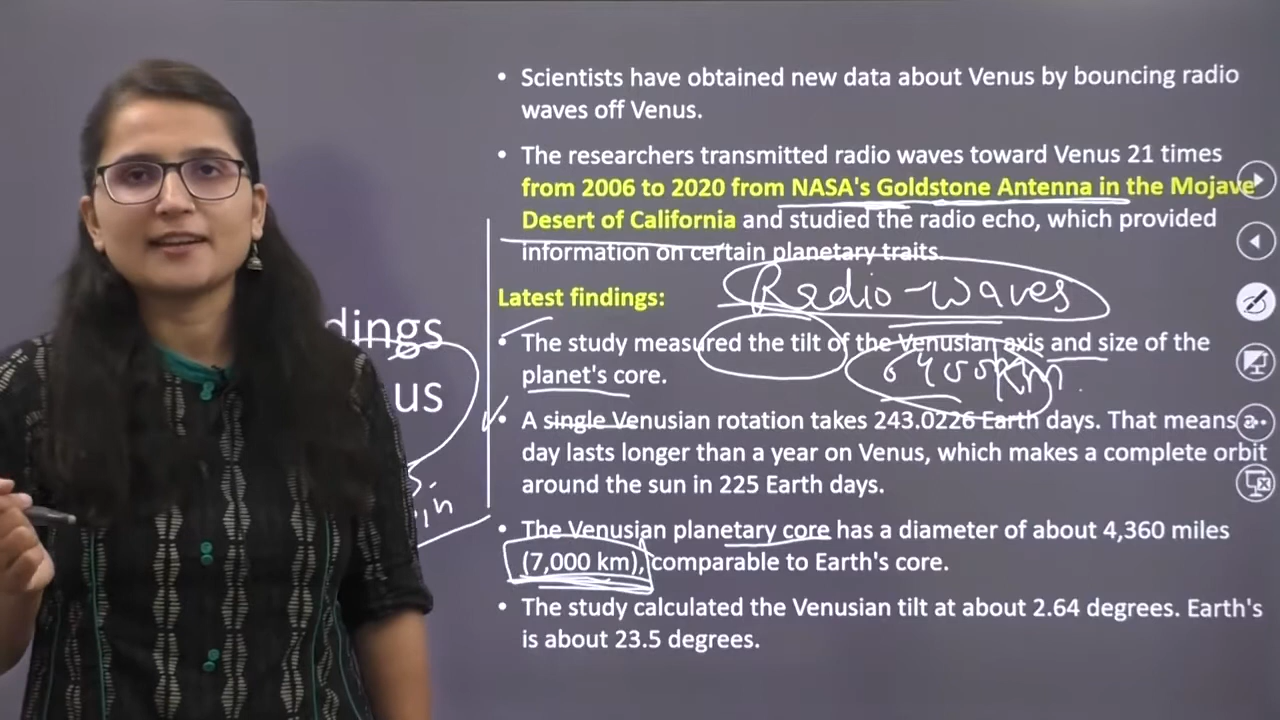 dings
us
in
• Scientists have obtained new data about Venus by bouncing radio
waves off Venus.
• The researchers transmitted radio waves toward Venus 21 times
from 2006 to 2020 from NASA's Goldstone Antenna in the Mojave
Desert of California and studied the radio echo, which provided
information on certain planetary traits.
Latest findings:
Radio-waves
• The study measured the tilt of the Venusian axis and size of the
planet's core.
6400km.
• A single Venusian rotation takes 243.0226 Earth days. That means a
day lasts longer than a year on Venus, which makes a complete orbit
around the sun in 225 Earth days.
• The Venusian planetary core has a diameter of about 4,360 miles
(7,000 km), comparable to Earth's core.
• The study calculated the Venusian tilt at about 2.64 degrees. Earth's
is about 23.5 degrees.